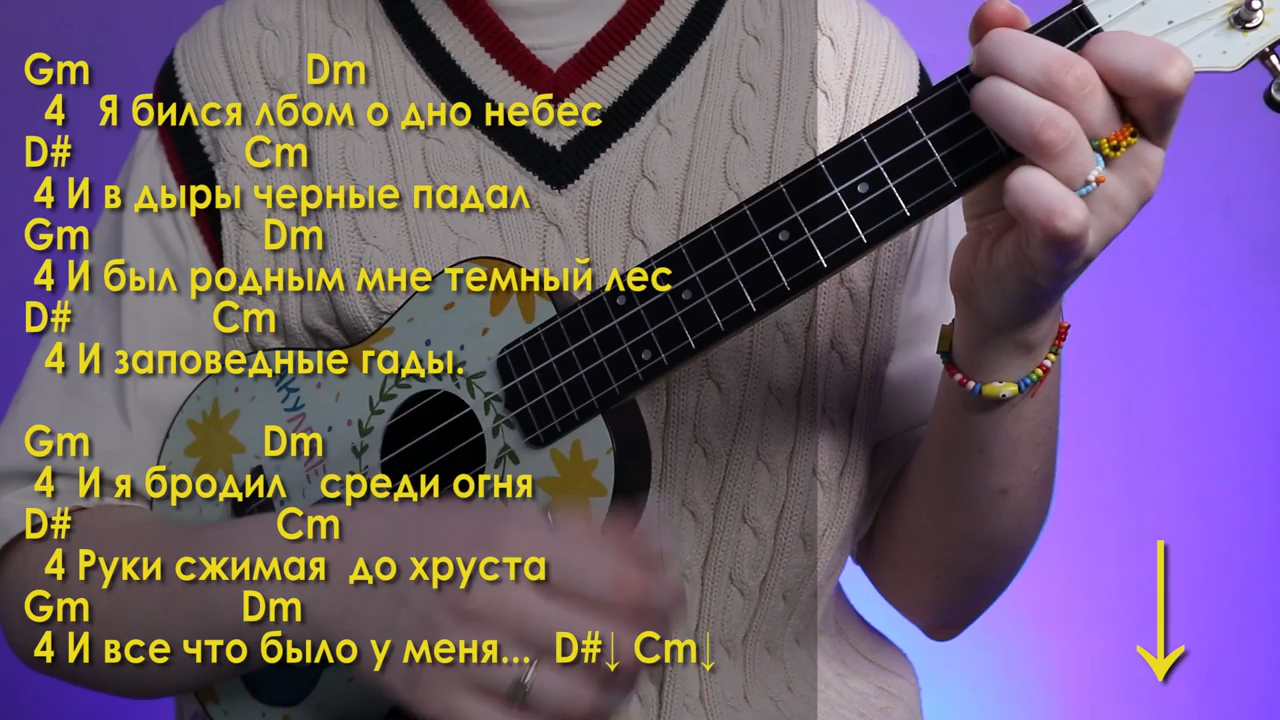 Gm Dm
4 Я бился лбом о дно небес
D# Cm
4 И в дыры черные падал
Gm Dm
4 И был родным мне темный лес
D# Cm
4 И заповедные гады.
Gm Dm
4 И я бродил среди огня
D# Cm
4 Руки сжимая до хруста
Gm Dm
4 И все что было у меня... D#↓ Cm↓